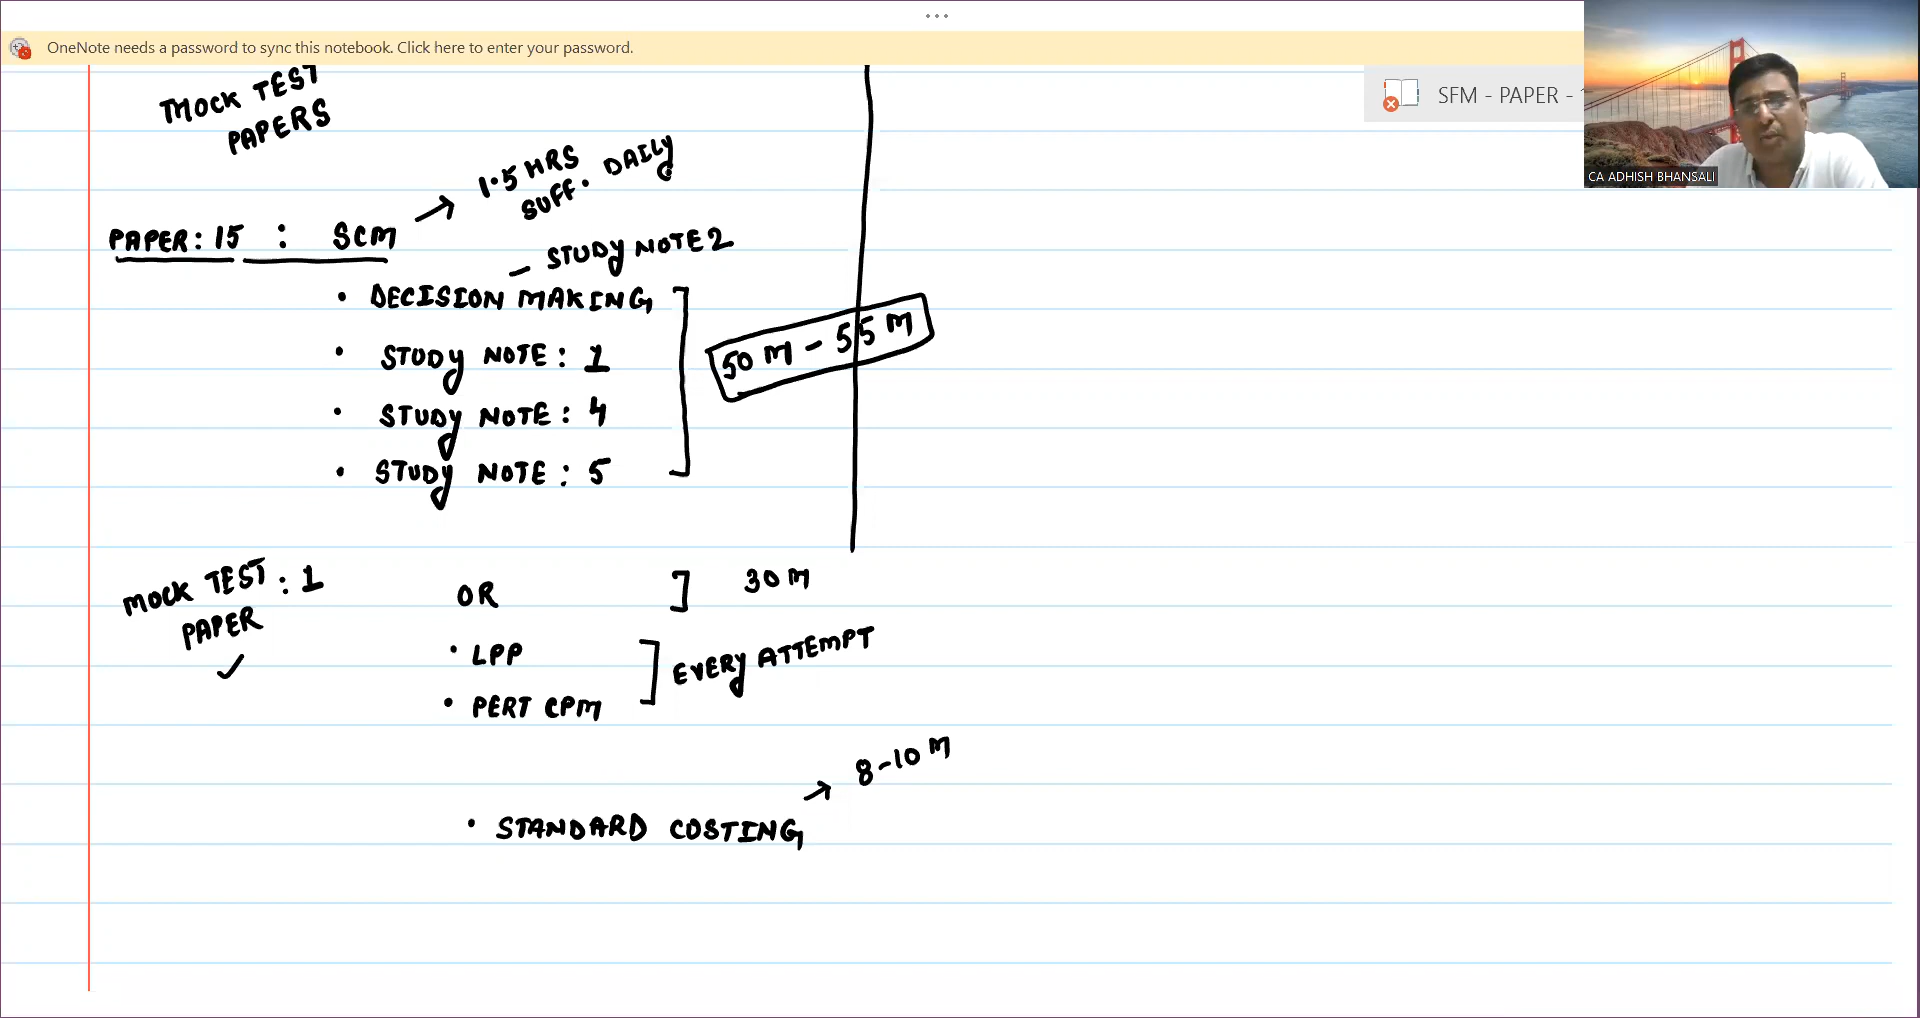 OneNote needs a password to sync this notebook. Click here to enter your password.
SFM - PAPER -
CA ADHISH BHANSALI
MOCK TEST
PAPERS
PAPER: 15 : SCM → 1.5 HRS
SUFF. DAILY
- STUDY NOTE 2
• DECISION MAKING
• STUDY NOTE : 1
50 M - 55 M
• STUDY NOTE : 4
• STUDY NOTE : 5
MOCK TEST : 1
PAPER
OR ] 30 M
• LPP
• PERT CPM
EVERY ATTEMPT
• STANDARD COSTING → 8-10 M